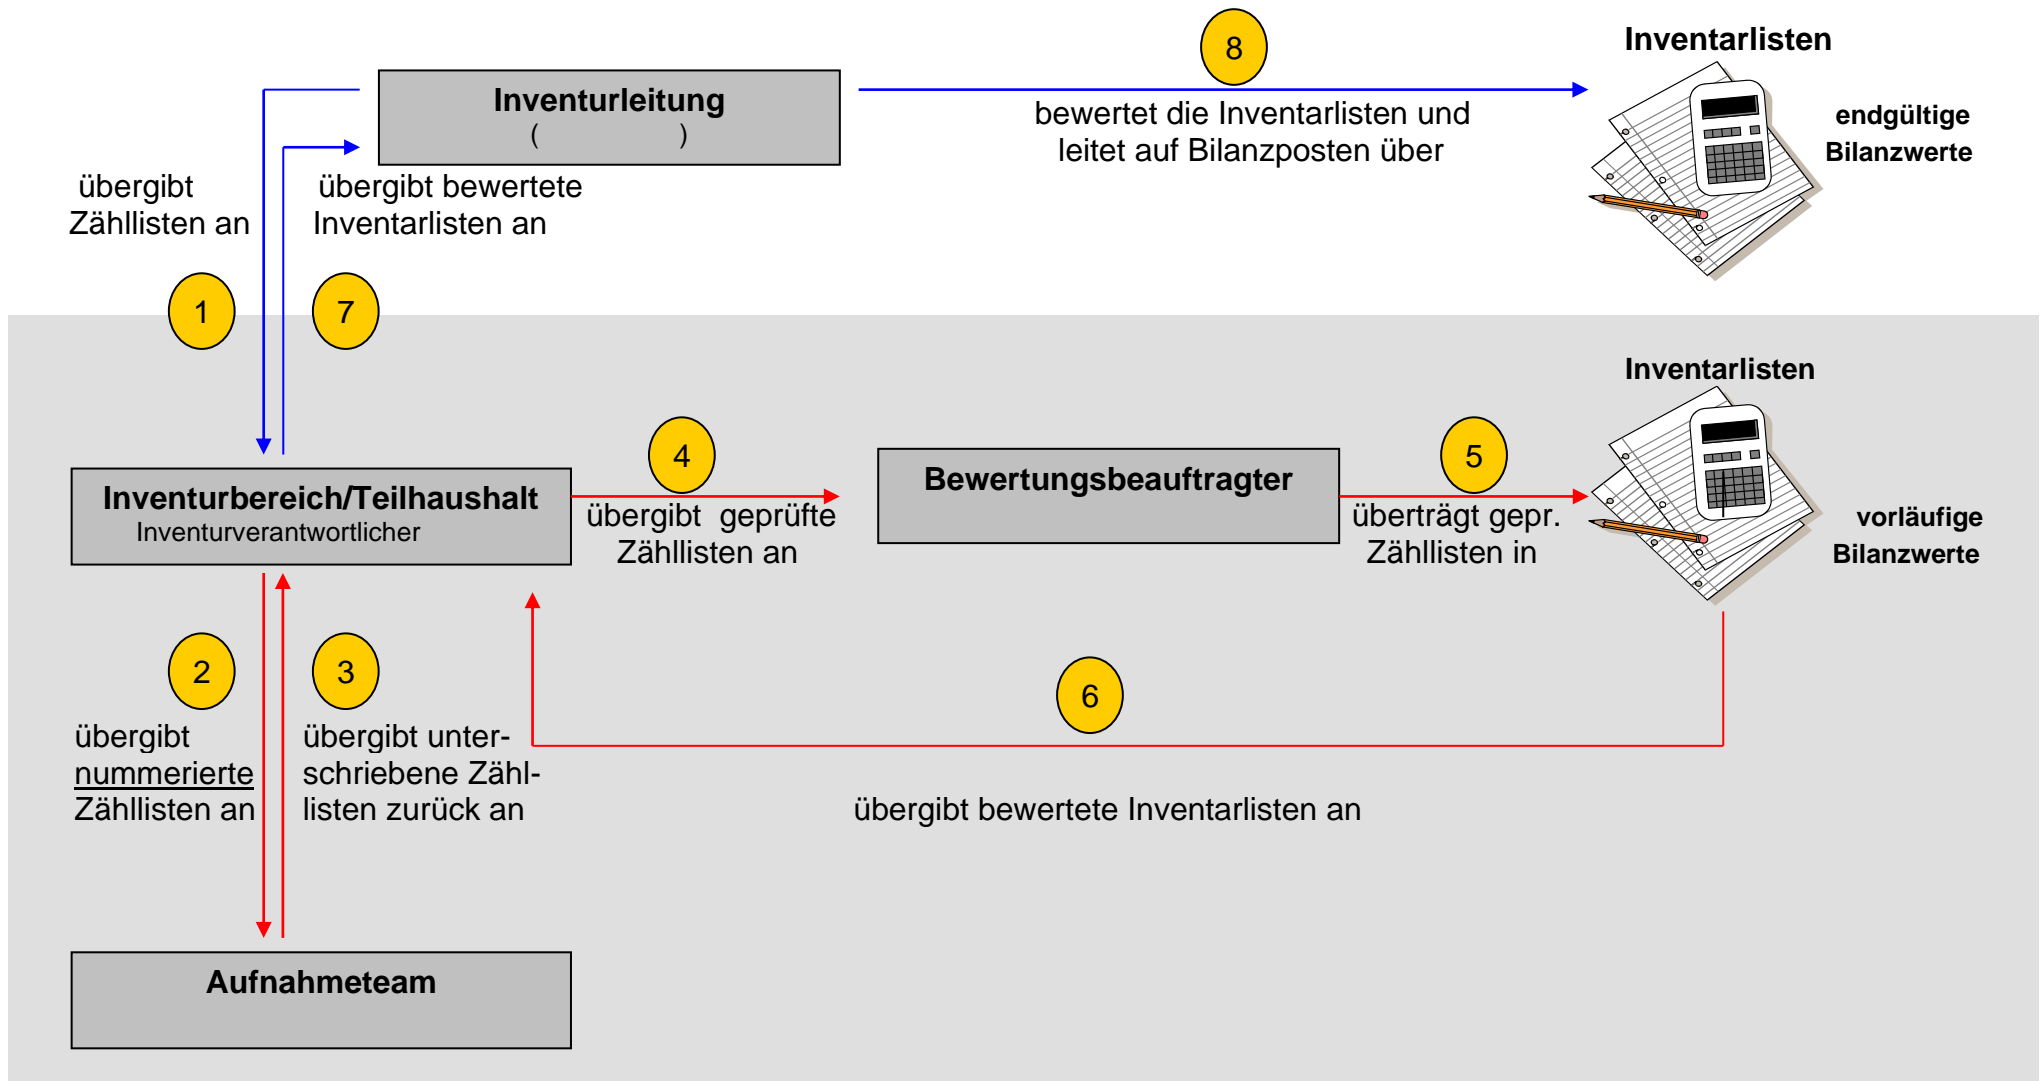 8
Inventarlisten
Inventurleitung
(                  )
bewertet die Inventarlisten und
leitet auf Bilanzposten über
endgültige
Bilanzwerte
übergibt
Zähllisten an
übergibt bewertete
Inventarlisten an
1
7
Inventarlisten
4
5
Inventurbereich/Teilhaushalt
Inventurverantwortlicher
übergibt geprüfte
Zähllisten an
Bewertungsbeauftragter
überträgt gepr.
Zähllisten in
vorläufige
Bilanzwerte
2
3
6
übergibt
nummerierte
Zähllisten an
übergibt unter-
schriebene Zähl-
listen zurück an
übergibt bewertete Inventarlisten an
Aufnahmeteam